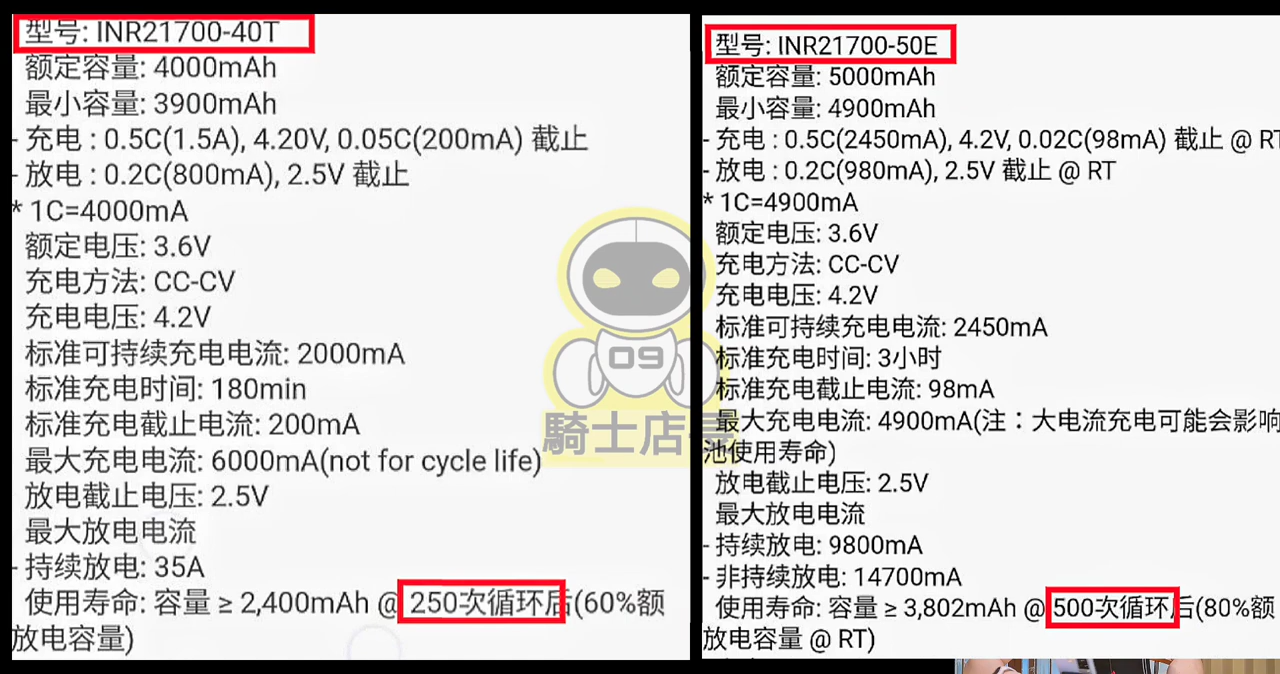 型号: INR21700-40T
额定容量: 4000mAh
最小容量: 3900mAh
- 充电 : 0.5C(1.5A), 4.20V, 0.05C(200mA) 截止
- 放电 : 0.2C(800mA), 2.5V 截止
* 1C=4000mA
额定电压: 3.6V
充电方法: CC-CV
充电电压: 4.2V
标准可持续充电电流: 2000mA
标准充电时间: 180min
标准充电截止电流: 200mA
最大充电电流: 6000mA(not for cycle life)
放电截止电压: 2.5V
最大放电电流
- 持续放电: 35A
使用寿命: 容量 ≥ 2,400mAh @ 250次循环后(60%额
放电容量)
09
騎士店
型号: INR21700-50E
额定容量: 5000mAh
最小容量: 4900mAh
- 充电 : 0.5C(2450mA), 4.2V, 0.02C(98mA) 截止 @ RT
- 放电 : 0.2C(980mA), 2.5V 截止 @ RT
* 1C=4900mA
额定电压: 3.6V
充电方法: CC-CV
充电电压: 4.2V
标准可持续充电电流: 2450mA
标准充电时间: 3小时
标准充电截止电流: 98mA
最大充电电流: 4900mA(注：大电流充电可能会影响
池使用寿命)
放电截止电压: 2.5V
最大放电电流
- 持续放电: 9800mA
- 非持续放电: 14700mA
使用寿命: 容量 ≥ 3,802mAh @ 500次循环后(80%额
放电容量 @ RT)